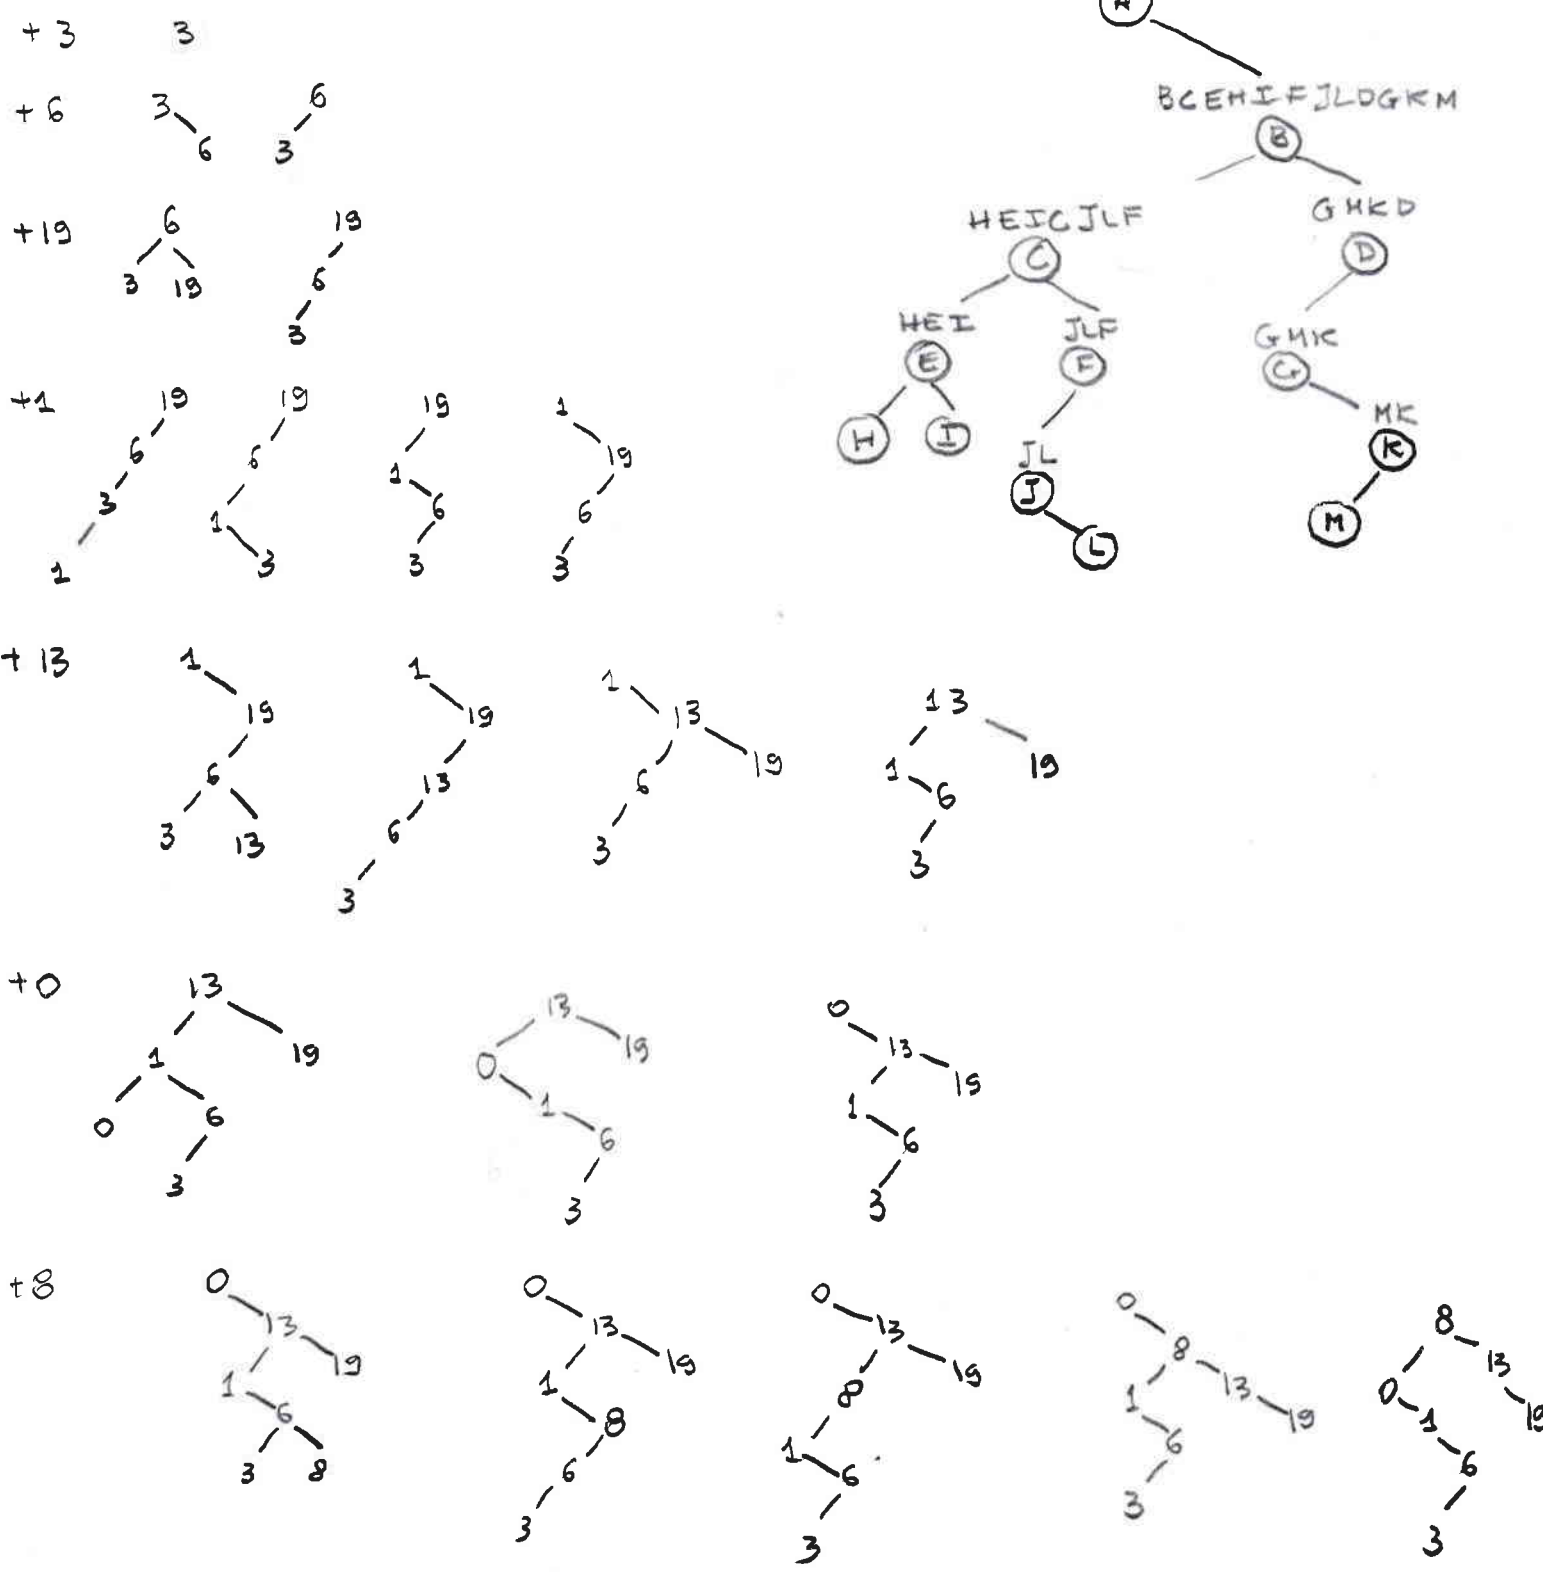 A
+3 3
+6 3 6
6 3
BCEHIFJLDGKM
B
+19 6 19
3 19 6
3
HEICJLF GMKD
C D
HEI JLF GMK
E F G
H I JL MK
J K
L M
+1 19 19 19 1
6 6 1 19
3 1 6 6
1 3 3 3
+13 1 1 1 13
19 19 13 19
6 13 6 1 6
3 13 6 3 3
3
+0 13 13 0
1 19 0 19 13 19
0 6 1 6 1 6
3 3 3
+8 0 0 0 0 8
13 13 13 8 13
19 19 19 13 19 19
1 1 8 1 0 1
6 8 1 6 6 6
3 8 6 3 3 3
3